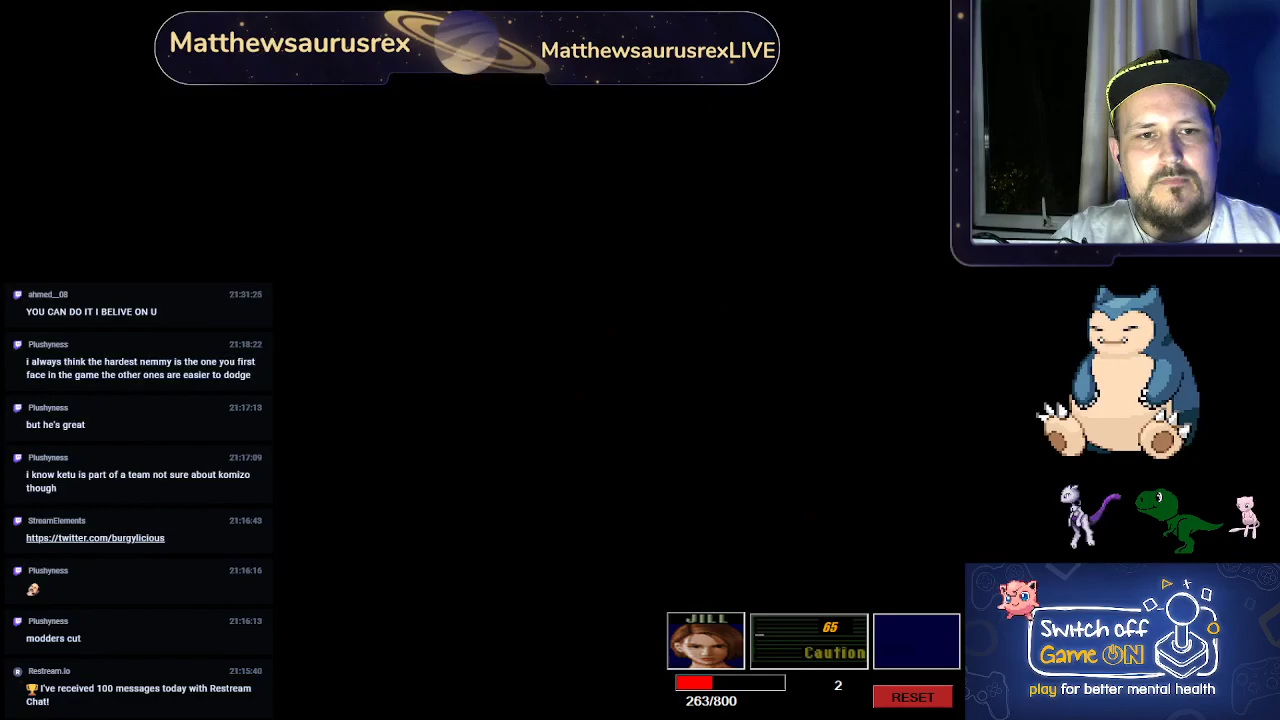 Matthewsaurusrex
MatthewsaurusrexLIVE
ahmed__08 21:31:25
YOU CAN DO IT I BELIVE ON U
Plushyness 21:18:22
i always think the hardest nemmy is the one you first
face in the game the other ones are easier to dodge
Plushyness 21:17:13
but he's great
Plushyness 21:17:09
i know ketu is part of a team not sure about komizo
though
StreamElements 21:16:43
https://twitter.com/burgylicious
Plushyness 21:16:16
Plushyness 21:16:13
modders cut
Restream.io 21:15:40
🏆 I've received 100 messages today with Restream
Chat!
JILL
65
Caution
263/800
2
RESET
Switch off
Game ON
play for better mental health